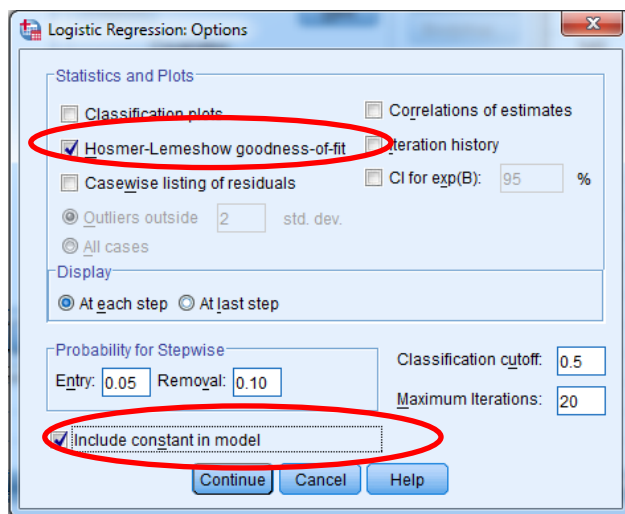 Logistic Regression: Options
Statistics and Plots
Classification plots
Correlations of estimates
Hosmer-Lemeshow goodness-of-fit
Iteration history
Casewise listing of residuals
CI for exp(B): 95 %
Outliers outside 2 std. dev.
All cases
Display
At each step At last step
Probability for Stepwise
Entry: 0.05 Removal: 0.10
Classification cutoff: 0.5
Maximum Iterations: 20
Include constant in model
Continue Cancel Help